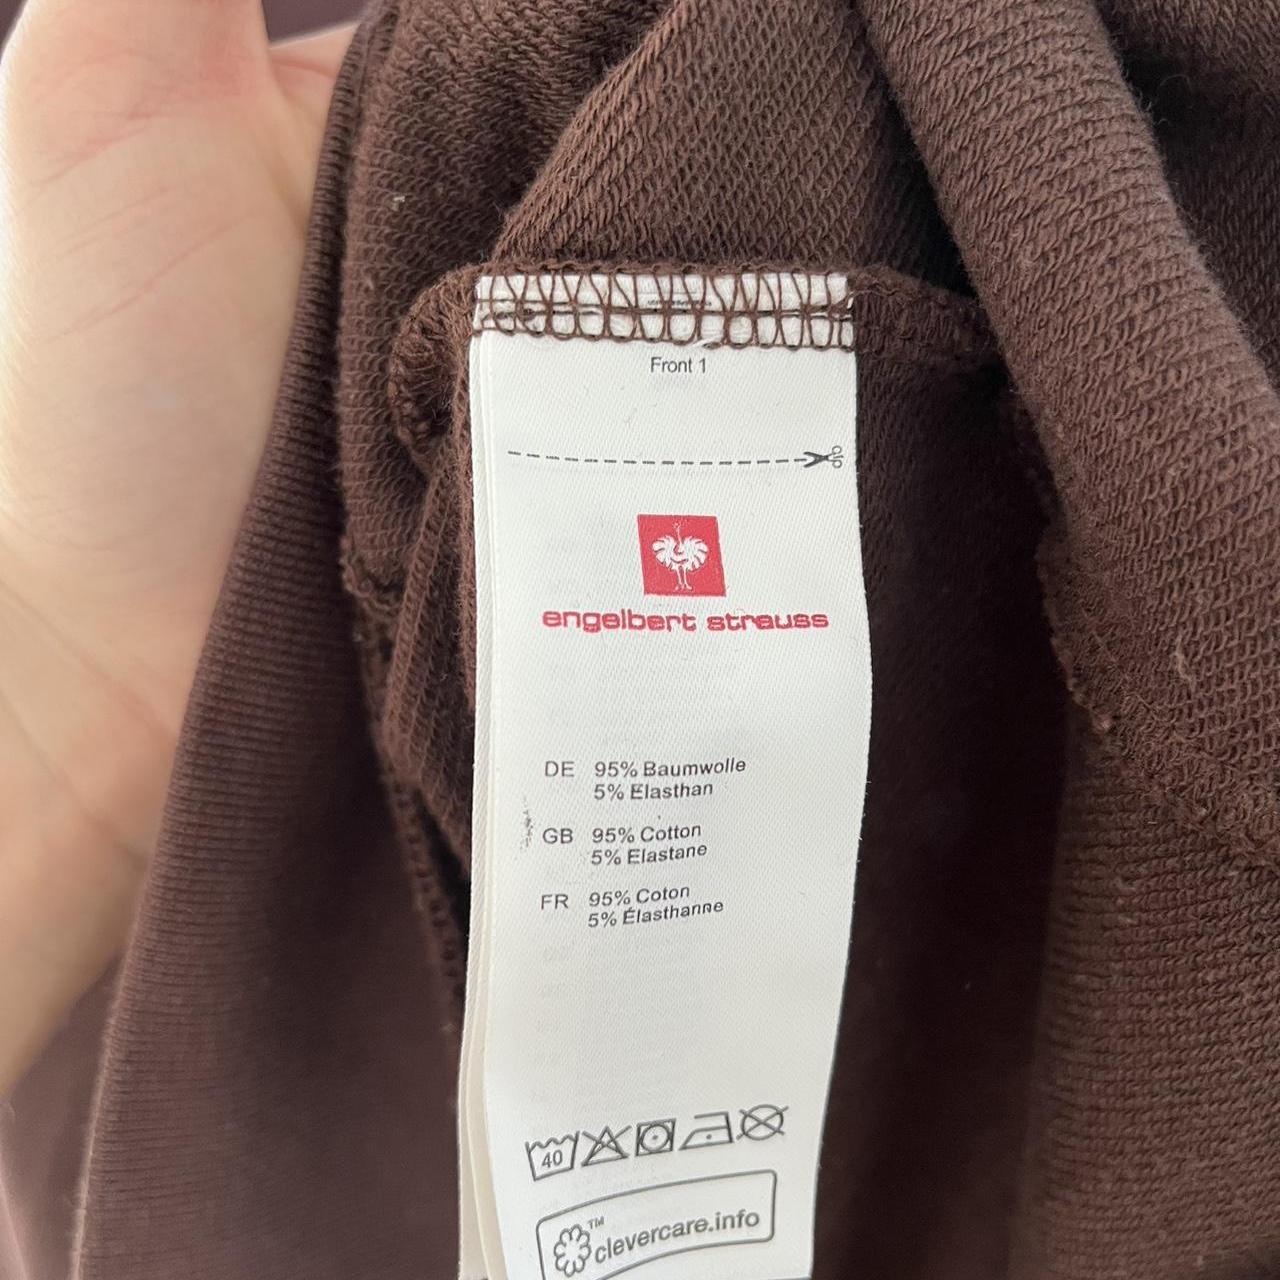 Front 1
engelbert strauss
DE 95% Baumwolle
5% Elasthan
GB 95% Cotton
5% Elastane
FR 95% Coton
5% Élasthanne
40
™clevercare.info